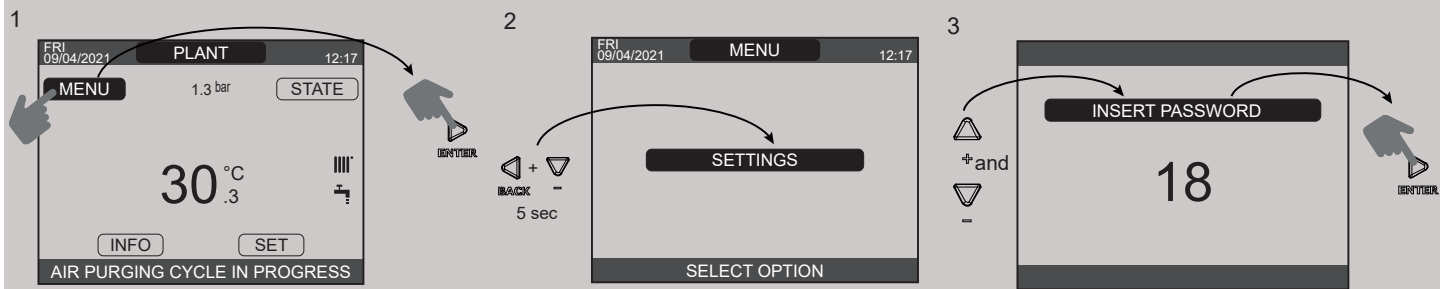 1
FRI
09/04/2021
PLANT
12:17
MENU
1.3 bar
STATE
30 °C
.3
INFO
SET
AIR PURGING CYCLE IN PROGRESS
ENTER
2
FRI
09/04/2021
MENU
12:17
SETTINGS
+
BACK
-
5 sec
SELECT OPTION
3
INSERT PASSWORD
+ and
-
18
ENTER